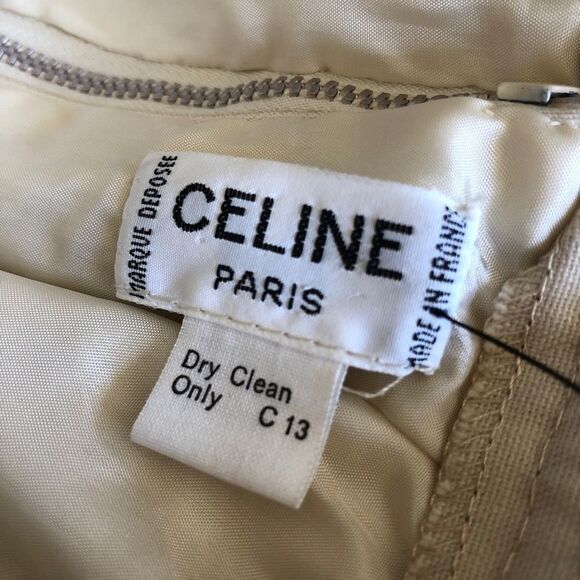 MARQUE DEPOSEE
CELINE
PARIS
MADE IN FRANCE
Dry Clean
Only C 13